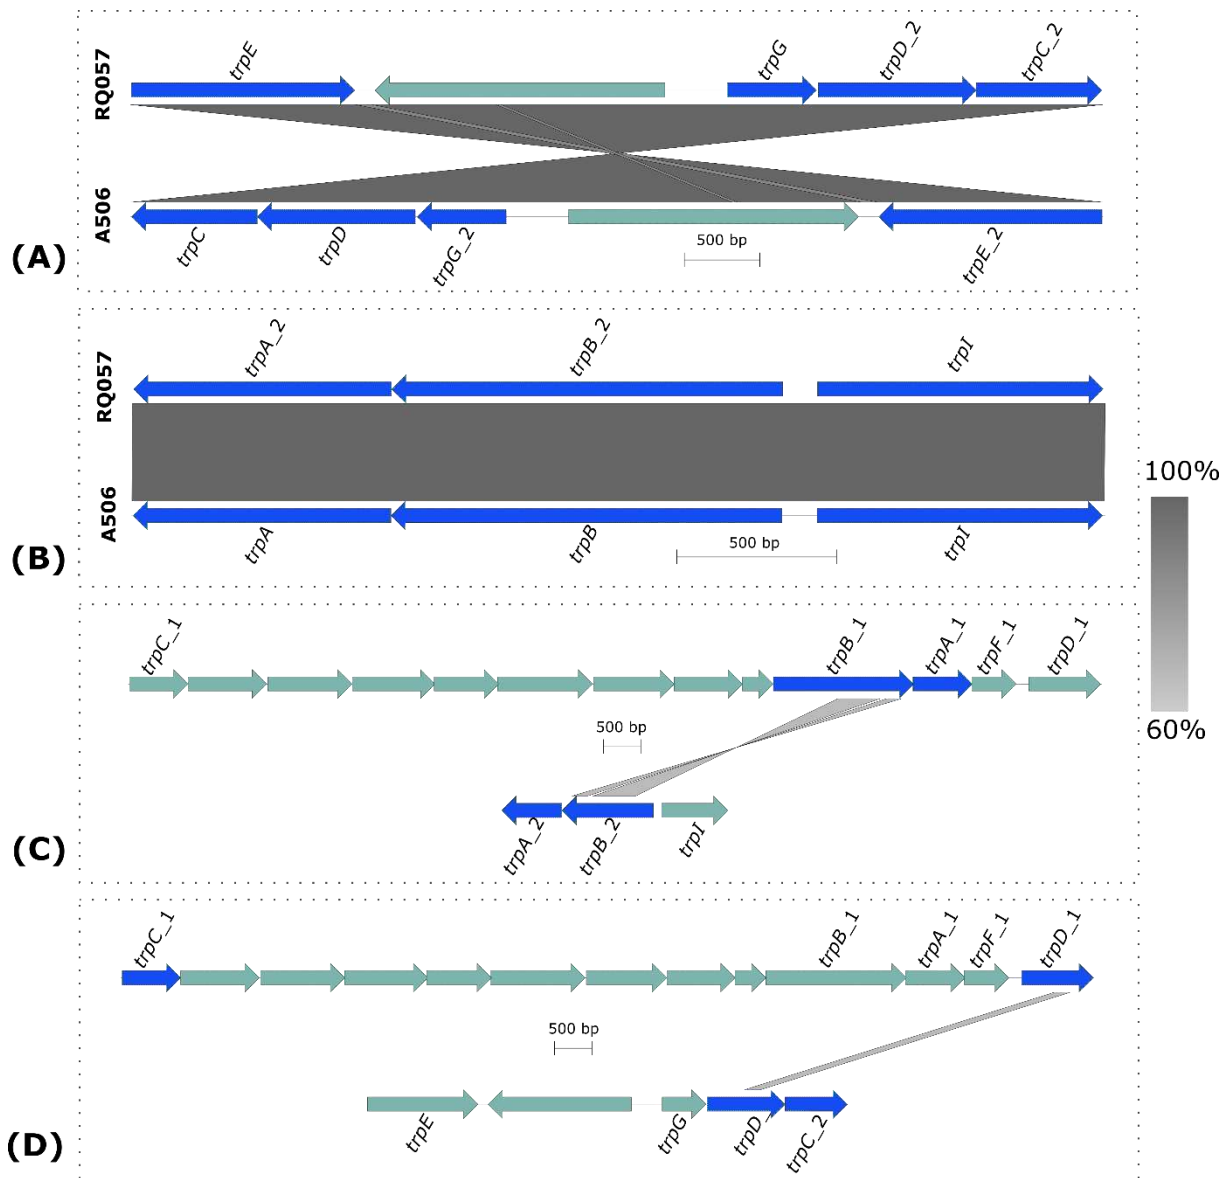 trpE
trpG
trpD_2
trpC_2
RQ057
A506
trpC
trpD
trpG_2
500 bp
trpE_2
(A)
trpA_2
trpB_2
trpI
RQ057
A506
trpA
trpB
500 bp
trpI
(B)
100%
60%
trpC_1
trpB_1
trpA_1
trpF_1
trpD_1
500 bp
trpA_2
trpB_2
trpI
(C)
trpC_1
trpB_1
trpA_1
trpF_1
trpD_1
500 bp
trpE
trpG
trpD_
trpC_2
(D)